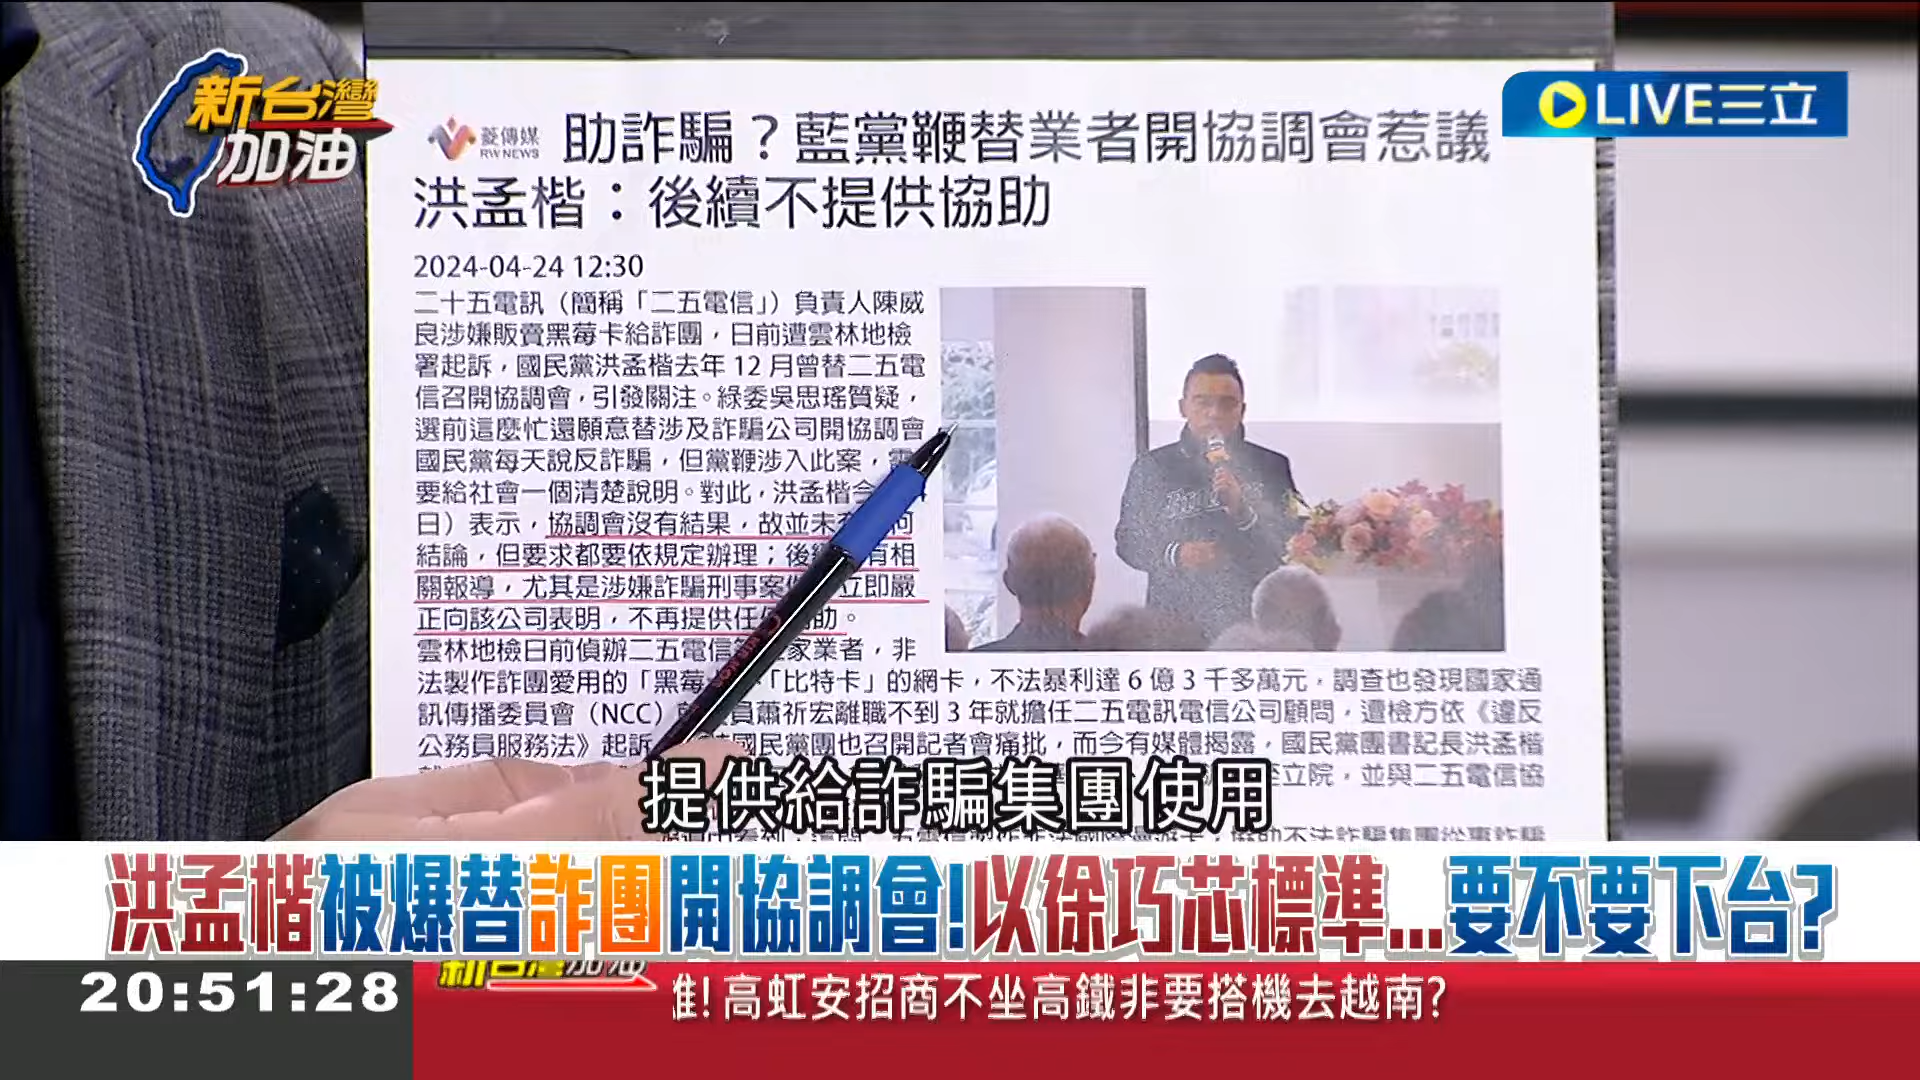 新台灣
加油
LIVE三立
菱傳媒
RW NEWS
助詐騙？藍黨鞭替業者開協調會惹議
洪孟楷：後續不提供協助
2024-04-24 12:30
二十五電訊（簡稱「二五電信」）負責人陳威
良涉嫌販賣黑莓卡給詐團，日前遭雲林地檢
署起訴，國民黨洪孟楷去年 12 月曾替二五電
信召開協調會，引發關注。綠委吳思瑤質疑，
選前這麼忙還願意替涉及詐騙公司開協調會
國民黨每天說反詐騙，但黨鞭涉入此案，
要給社會一個清楚說明。對此，洪孟楷
日）表示，協調會沒有結果，故並未
結論，但要求都要依規定辦理；後 有相
關報導，尤其是涉嫌詐騙刑事案 立即嚴
正向該公司表明，不再提供任 助。
雲林地檢日前偵辦二五電信 家業者，非
法製作詐團愛用的「黑莓 「比特卡」的網卡，不法暴利達 6 億 3 千多萬元，調查也發現國家通
訊傳播委員會（NCC） 員蕭祈宏離職不到 3 年就擔任二五電訊電信公司顧問，遭檢方依《違反
公務員服務法》起訴 國民黨團也召開記者會痛批，而今有媒體揭露，國民黨團書記長洪孟楷
立院，並與二五電信協
提供給詐騙集團使用
洪孟楷被爆替詐團開協調會!以徐巧芯標準...要不要下台?
20:51:28
新台灣加油
! 高虹安招商不坐高鐵非要搭機去越南?